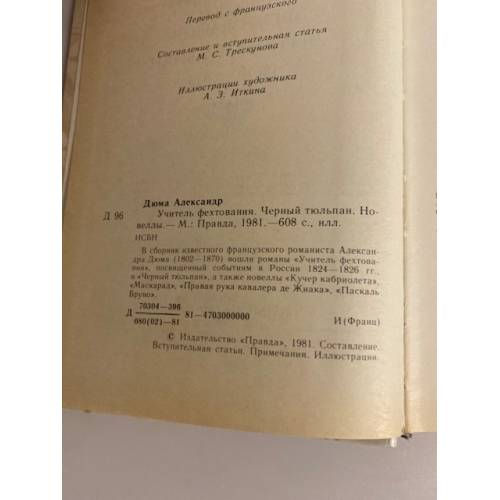 Перевод с французского
Составление и вступительная статья
М. С. Трескунова
Иллюстрации художника
А. З. Иткина
Дюма Александр
Д 96 Учитель фехтования. Черный тюльпан. Но-
веллы.— М.: Правда, 1981.—608 с., илл.
ИСБН
В сборник известного французского романиста Алексан-
дра Дюма (1802—1870) вошли романы «Учитель фехтова-
ния», посвященный событиям в России 1824—1826 гг.,
и «Черный тюльпан», а также новеллы «Кучер кабриолета»,
«Маскарад», «Правая рука кавалера де Жиака», «Паскаль
Бруно».
70304—396
Д 81—4703000000
080(02)—81
И(Франц)
© Издательство «Правда», 1981. Составление.
Вступительная статья. Примечания. Иллюстрации.